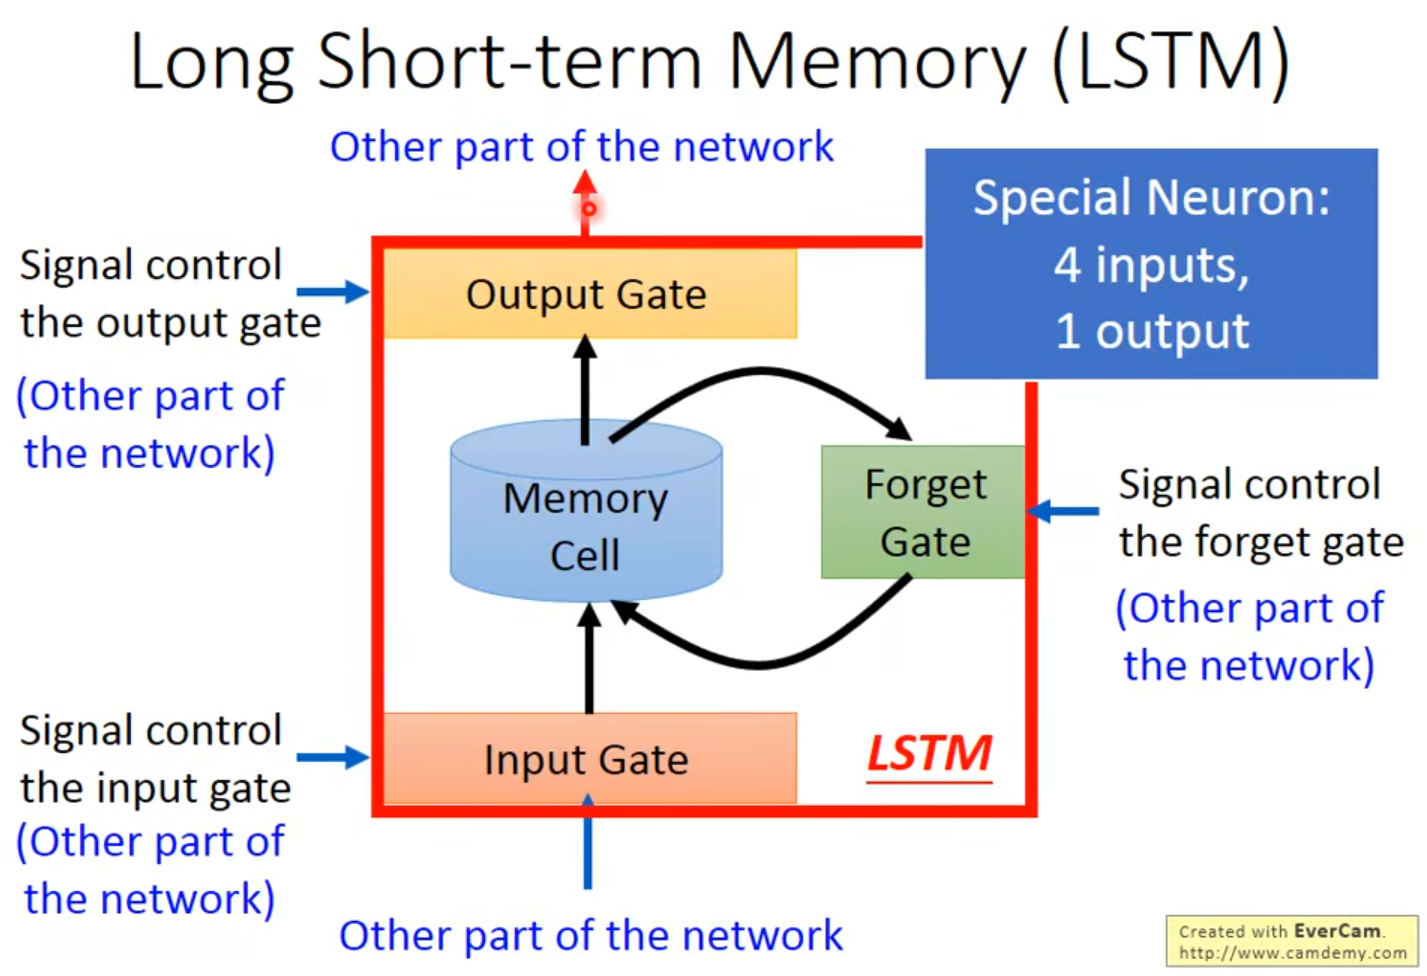 Long Short-term Memory (LSTM)
Other part of the network
Special Neuron:
4 inputs,
1 output
Signal control
the output gate
(Other part of
the network)
Output Gate
Memory
Cell
Forget
Gate
Signal control
the forget gate
(Other part of
the network)
Signal control
the input gate
(Other part of
the network)
Input Gate
LSTM
Other part of the network
Created with EverCam.
http://www.camdemy.com